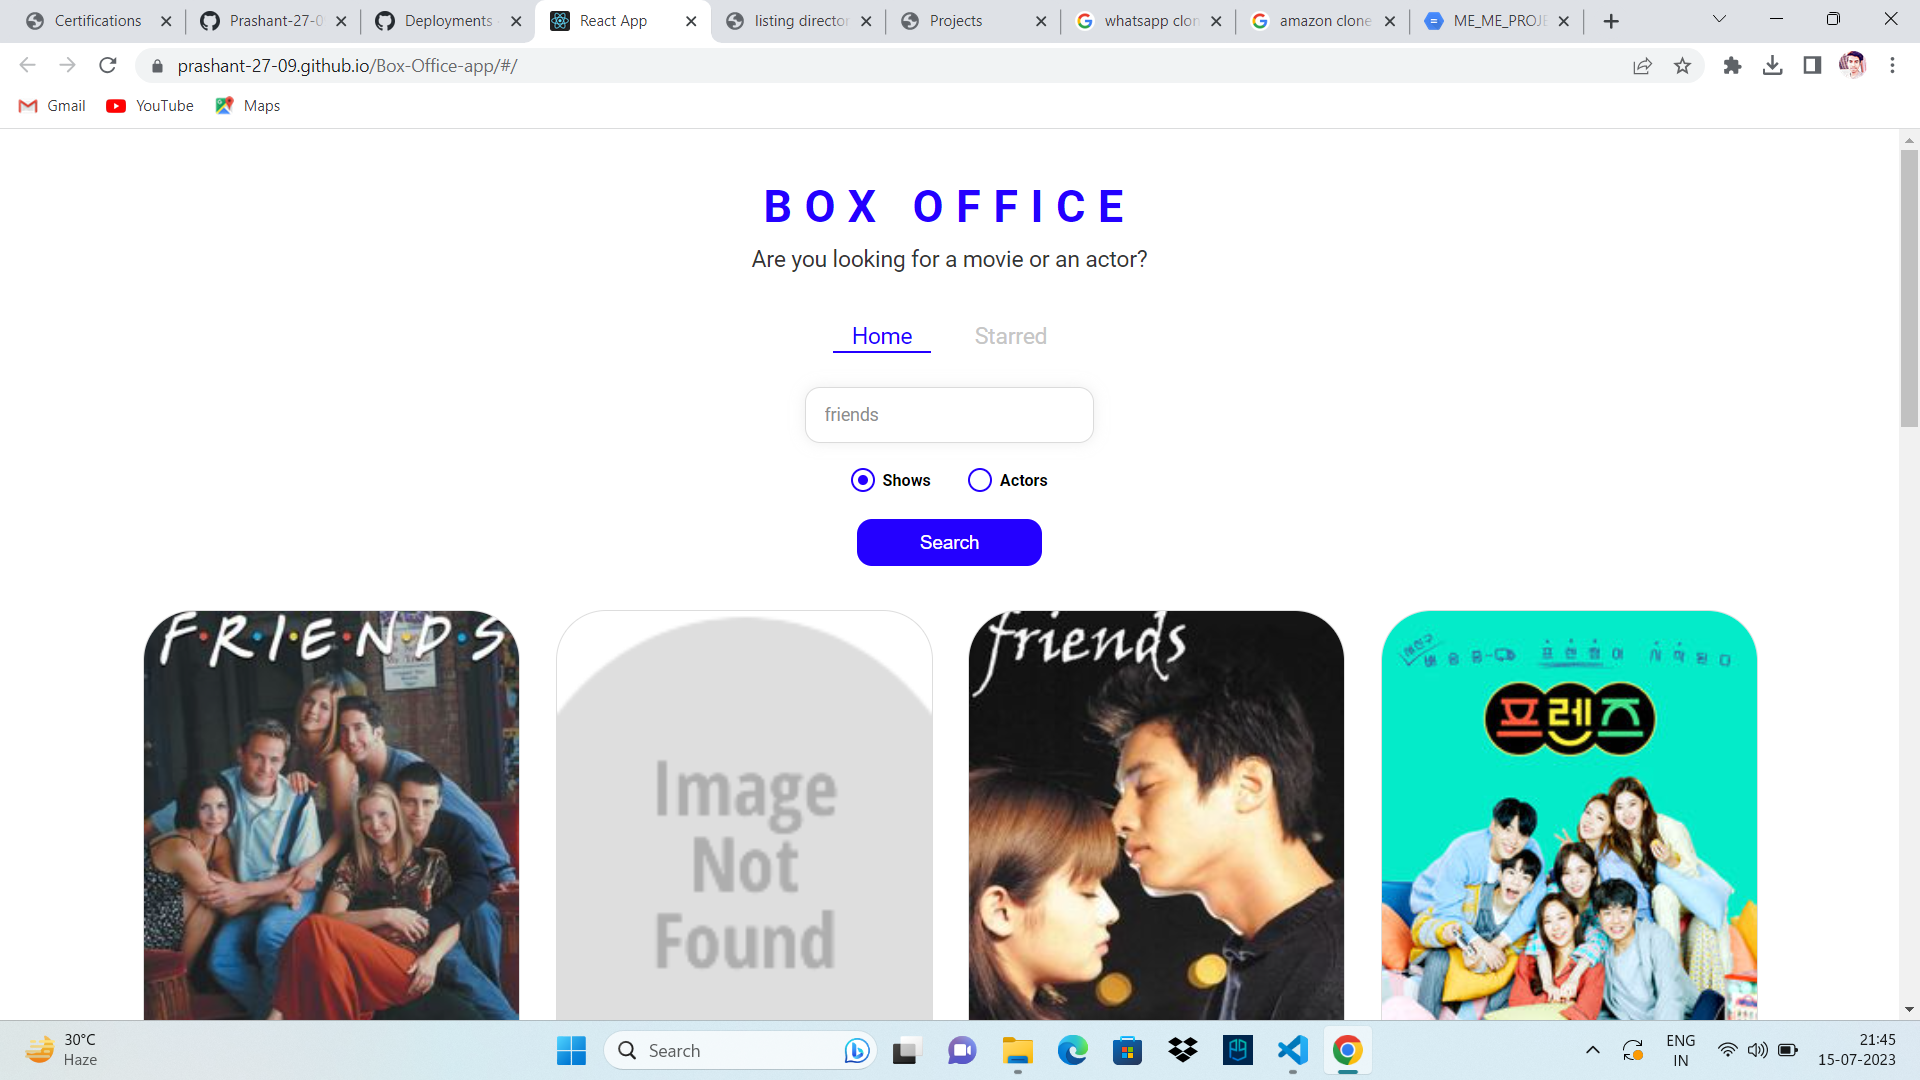 Certifications
Prashant-27-0
Deployments
React App
listing director
Projects
whatsapp clon
amazon clone
ME_ME_PROJE
prashant-27-09.github.io/Box-Office-app/#/
Gmail
YouTube
Maps
BOX OFFICE
Are you looking for a movie or an actor?
Home
Starred
friends
Shows
Actors
Search
F·R·I·E·N·D·S
Image
Not
Found
friends
프렌즈
30°C
Haze
Search
ENG
IN
21:45
15-07-2023